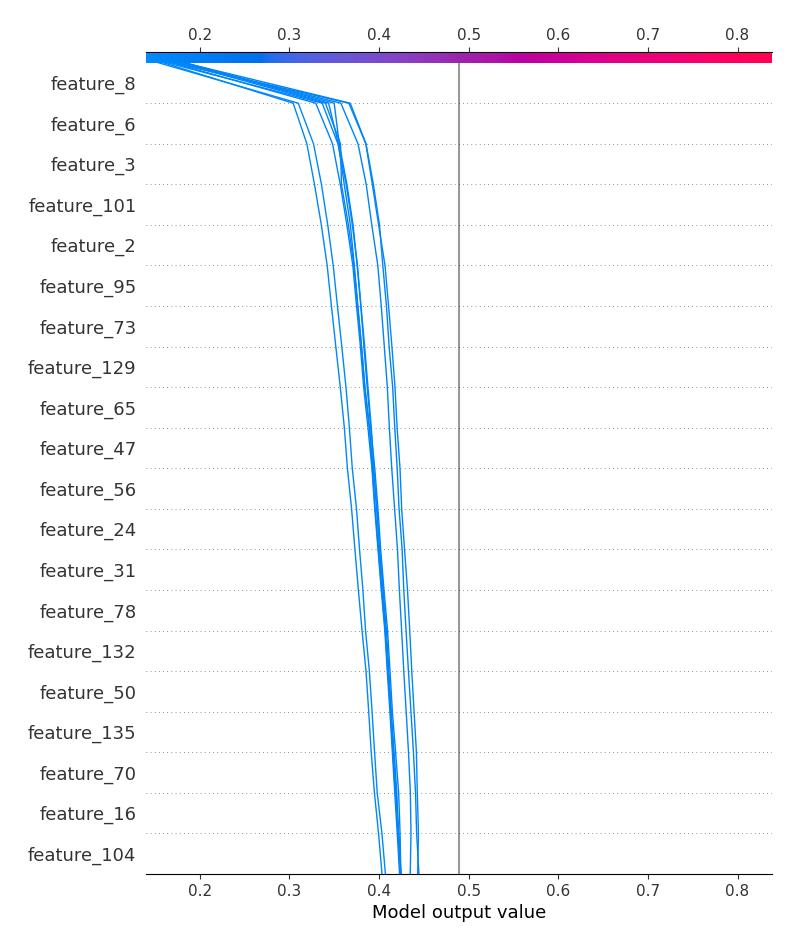 0.2 0.3 0.4 0.5 0.6 0.7 0.8
feature_8
feature_6
feature_3
feature_101
feature_2
feature_95
feature_73
feature_129
feature_65
feature_47
feature_56
feature_24
feature_31
feature_78
feature_132
feature_50
feature_135
feature_70
feature_16
feature_104
0.2 0.3 0.4 0.5 0.6 0.7 0.8
Model output value